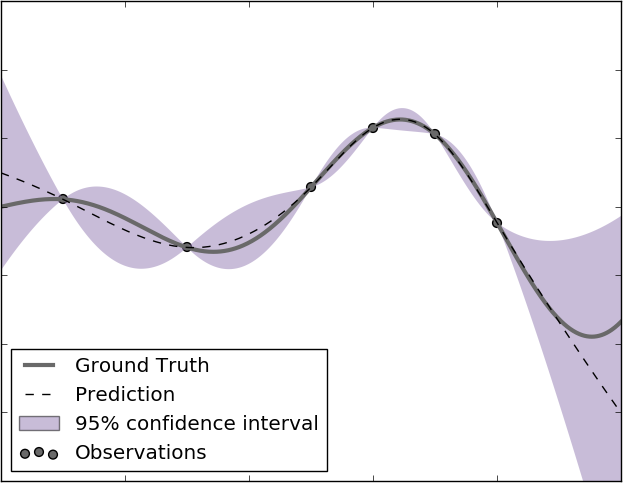 Ground Truth
Prediction
95% confidence interval
Observations